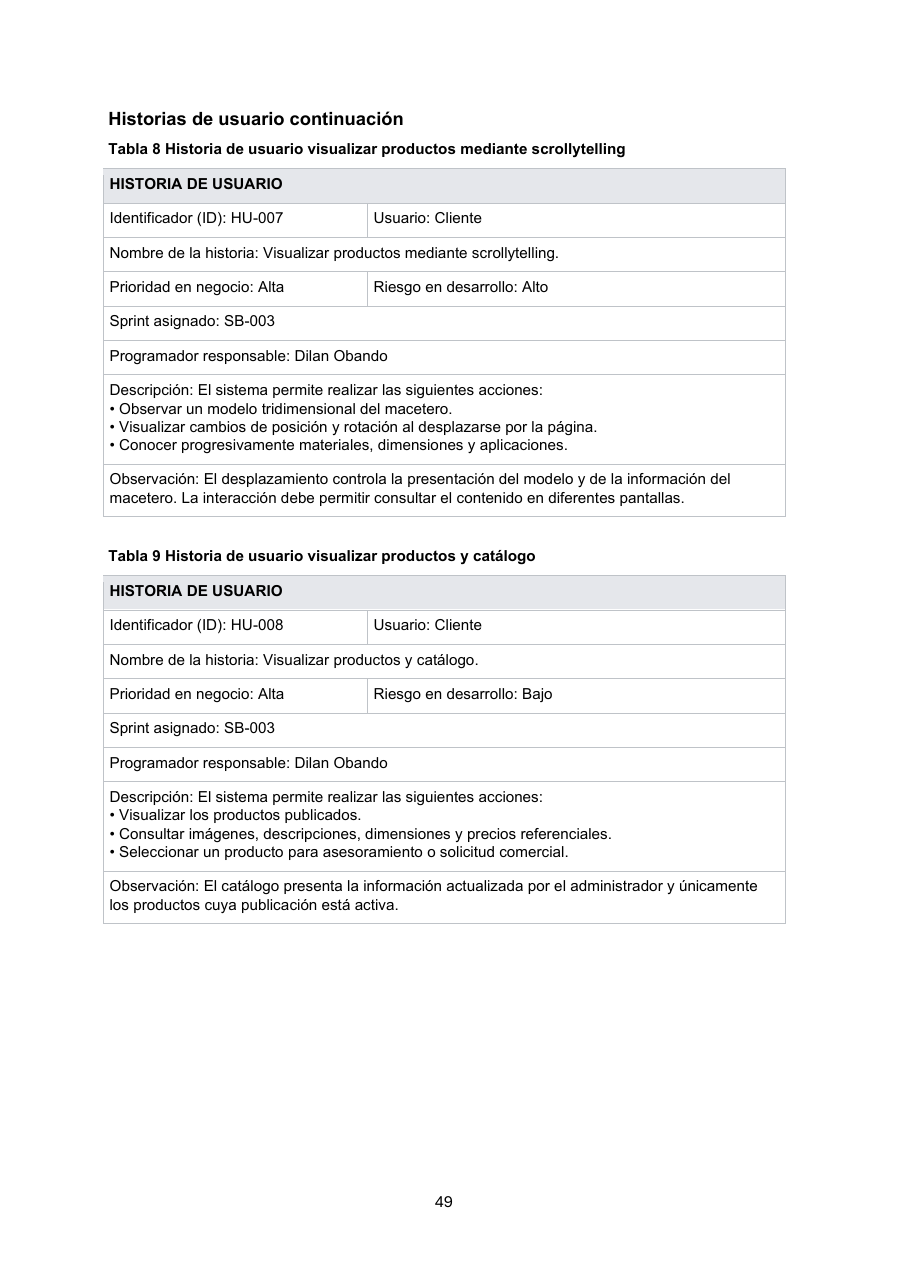 Historias de usuario continuación
Tabla 8 Historia de usuario visualizar productos mediante scrollytelling
HISTORIA DE USUARIO
Identificador (ID): HU-007 Usuario: Cliente
Nombre de la historia: Visualizar productos mediante scrollytelling.
Prioridad en negocio: Alta Riesgo en desarrollo: Alto
Sprint asignado: SB-003
Programador responsable: Dilan Obando
Descripción: El sistema permite realizar las siguientes acciones:
• Observar un modelo tridimensional del macetero.
• Visualizar cambios de posición y rotación al desplazarse por la página.
• Conocer progresivamente materiales, dimensiones y aplicaciones.
Observación: El desplazamiento controla la presentación del modelo y de la información del
macetero. La interacción debe permitir consultar el contenido en diferentes pantallas.
Tabla 9 Historia de usuario visualizar productos y catálogo
HISTORIA DE USUARIO
Identificador (ID): HU-008 Usuario: Cliente
Nombre de la historia: Visualizar productos y catálogo.
Prioridad en negocio: Alta Riesgo en desarrollo: Bajo
Sprint asignado: SB-003
Programador responsable: Dilan Obando
Descripción: El sistema permite realizar las siguientes acciones:
• Visualizar los productos publicados.
• Consultar imágenes, descripciones, dimensiones y precios referenciales.
• Seleccionar un producto para asesoramiento o solicitud comercial.
Observación: El catálogo presenta la información actualizada por el administrador y únicamente
los productos cuya publicación está activa.
49